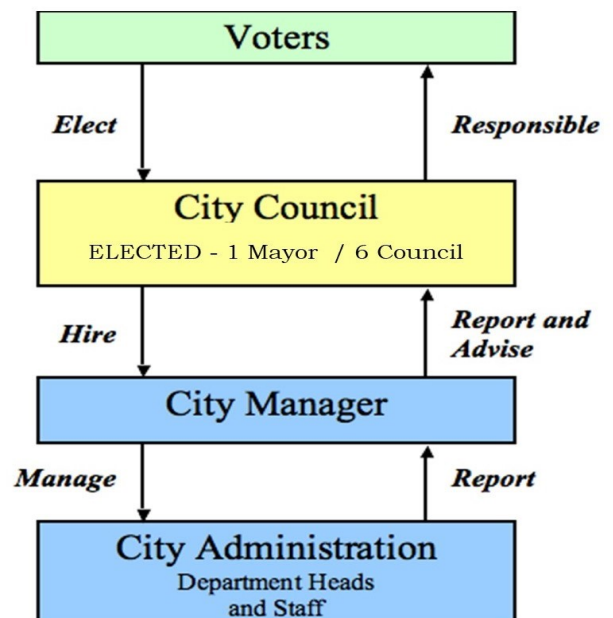 Voters
Elect
Responsible
City Council
ELECTED - 1 Mayor / 6 Council
Hire
Report and
Advise
City Manager
Manage
Report
City Administration
Department Heads
and Staff